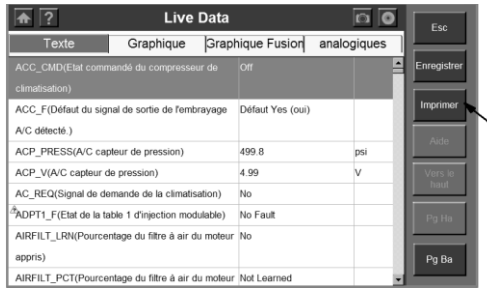 ?
Live Data
Texte
Graphique
Graphique Fusion
analogiques
ACC_CMD(Etat commandé du compresseur de Off
climatisation)
ACC_F(Défaut du signal de sortie de l'embrayage Défaut Yes (oui)
A/C détecté.)
ACP_PRESS(A/C capteur de pression) 499.8 psi
ACP_V(A/C capteur de pression) 4.99 V
AC_REQ(Signal de demande de la climatisation) No
ADPT1_F(Etat de la table 1 d'injection modulable) No Fault
AIRFILT_LRN(Pourcentage du filtre à air du moteur No
appris)
AIRFILT_PCT(Pourcentage du filtre à air du moteur Not Learned
Esc
Enregistrer
Imprimer
Aide
Vers le
haut
Pg Ha
Pg Ba